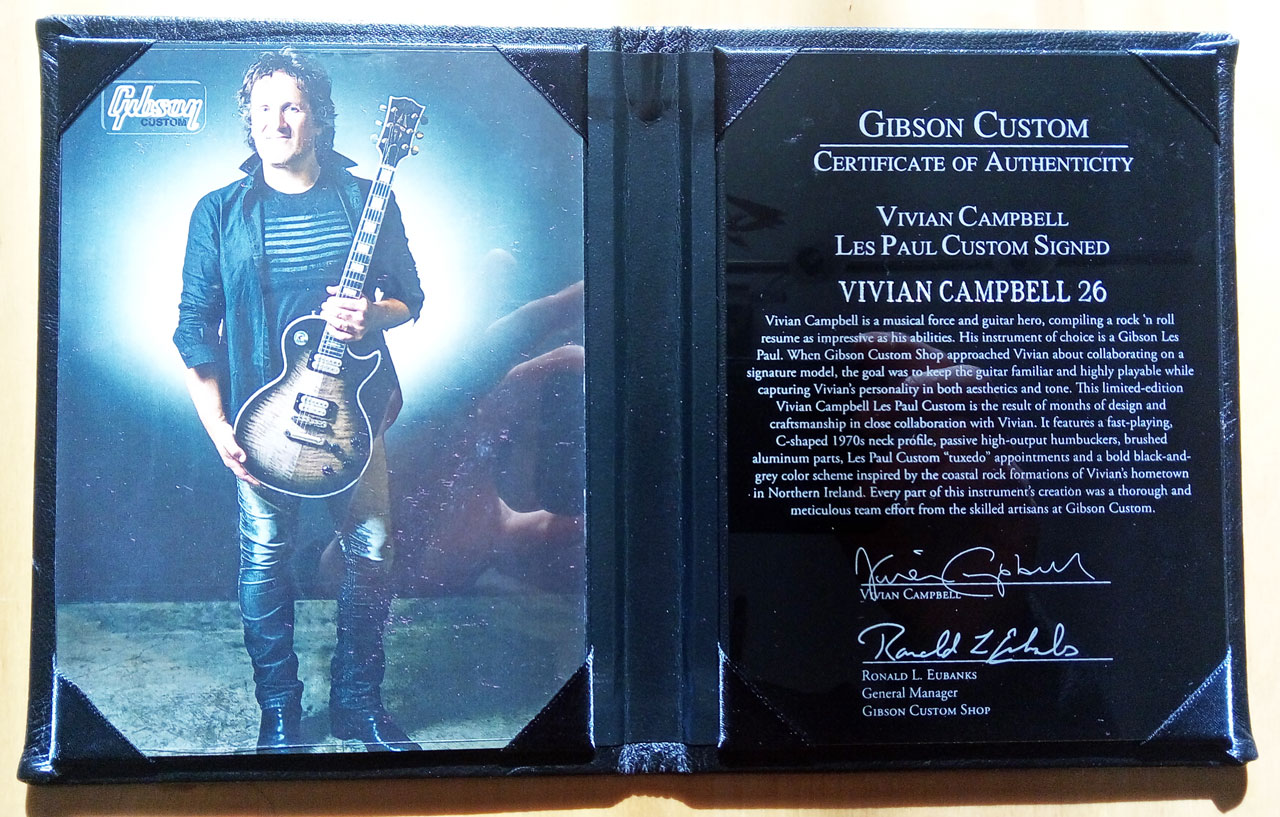 Gibson
CUSTOM
GIBSON CUSTOM
CERTIFICATE OF AUTHENTICITY
VIVIAN CAMPBELL
LES PAUL CUSTOM SIGNED
VIVIAN CAMPBELL 26
Vivian Campbell is a musical force and guitar hero, compiling a rock 'n roll
resume as impressive as his abilities. His instrument of choice is a Gibson Les
Paul. When Gibson Custom Shop approached Vivian about collaborating on a
signature model, the goal was to keep the guitar familiar and highly playable while
capturing Vivian's personality in both aesthetics and tone. This limited-edition
Vivian Campbell Les Paul Custom is the result of months of design and
craftsmanship in close collaboration with Vivian. It features a fast-playing,
C-shaped 1970s neck profile, passive high-output humbuckers, brushed
aluminum parts, Les Paul Custom "tuxedo" appointments and a bold black-and-
grey color scheme inspired by the coastal rock formations of Vivian's hometown
in Northern Ireland. Every part of this instrument's creation was a thorough and
meticulous team effort from the skilled artisans at Gibson Custom.
Vivian Campbell
VIVIAN CAMPBELL
Ronald L Eubanks
RONALD L. EUBANKS
General Manager
GIBSON CUSTOM SHOP